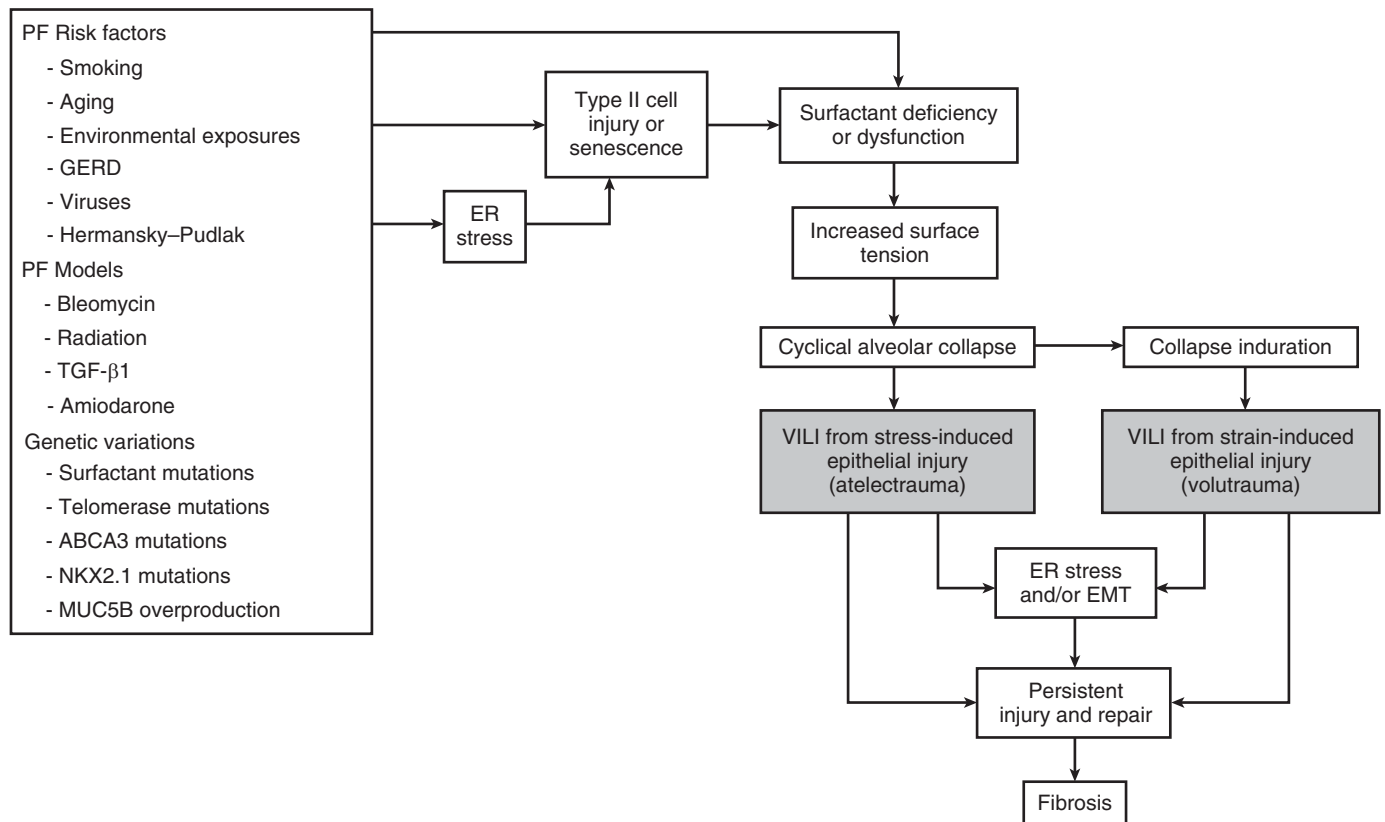 PF Risk factors
- Smoking
- Aging
- Environmental exposures
- GERD
- Viruses
- Hermansky–Pudlak
PF Models
- Bleomycin
- Radiation
- TGF-β1
- Amiodarone
Genetic variations
- Surfactant mutations
- Telomerase mutations
- ABCA3 mutations
- NKX2.1 mutations
- MUC5B overproduction
ER
stress
Type II cell
injury or
senescence
Surfactant deficiency
or dysfunction
Increased surface
tension
Cyclical alveolar collapse
Collapse induration
VILI from stress-induced
epithelial injury
(atelectrauma)
VILI from strain-induced
epithelial injury
(volutrauma)
ER stress
and/or EMT
Persistent
injury and repair
Fibrosis